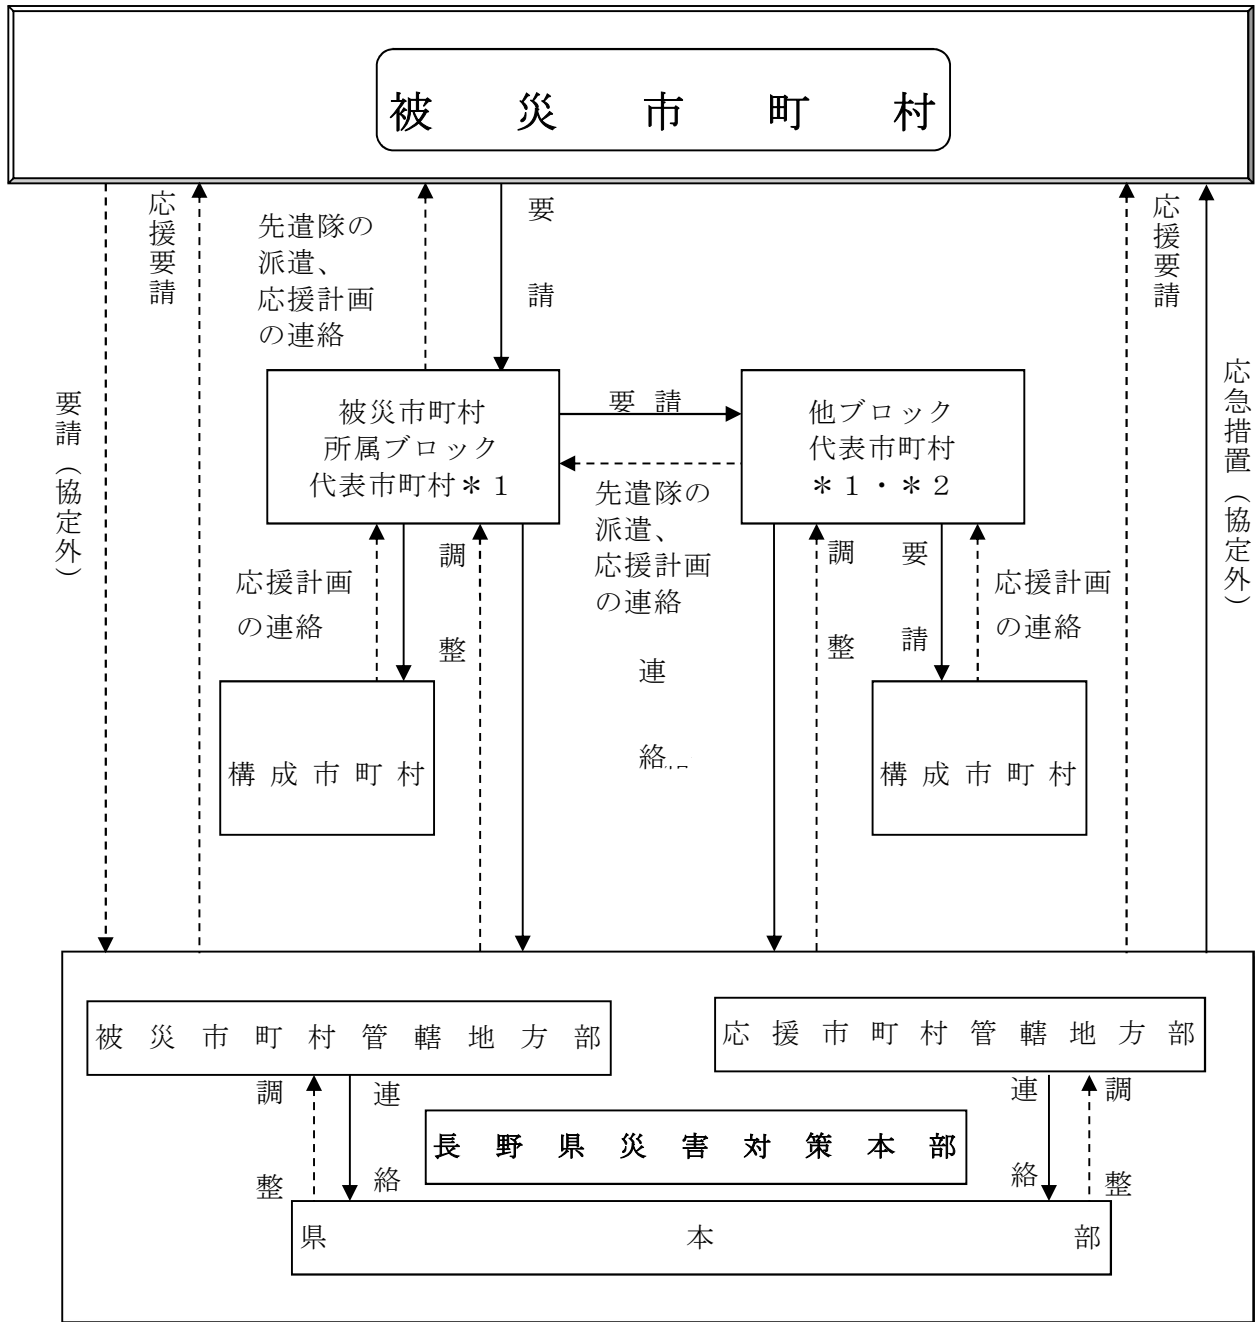 被災市町村
応援要請
先遣隊の
派遣、
応援計画
の連絡
要請
応援要請
要請（協定外）
応急措置（協定外）
被災市町村
所属ブロック
代表市町村＊１
要請
他ブロック
代表市町村
＊１・＊２
先遣隊の
派遣、
応援計画
の連絡
応援計画
の連絡
調整
連絡
調整
要請
応援計画
の連絡
構成市町村
構成市町村
被災市町村管轄地方部
応援市町村管轄地方部
調整
連絡
連絡
調整
長野県災害対策本部
県本部